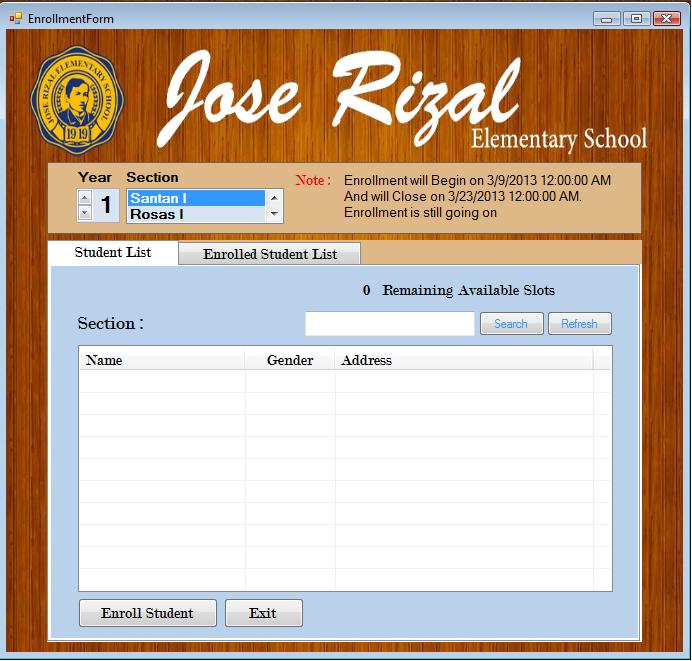 EnrollmentForm
JOSE RIZAL ELEMENTARY SCHOOL
1919
Jose Rizal
Elementary School
Year Section
1
Santan I
Rosas I
Note : Enrollment will Begin on 3/9/2013 12:00:00 AM
And will Close on 3/23/2013 12:00:00 AM.
Enrollment is still going on
Student List Enrolled Student List
0 Remaining Available Slots
Section : Search Refresh
Name Gender Address
Enroll Student Exit